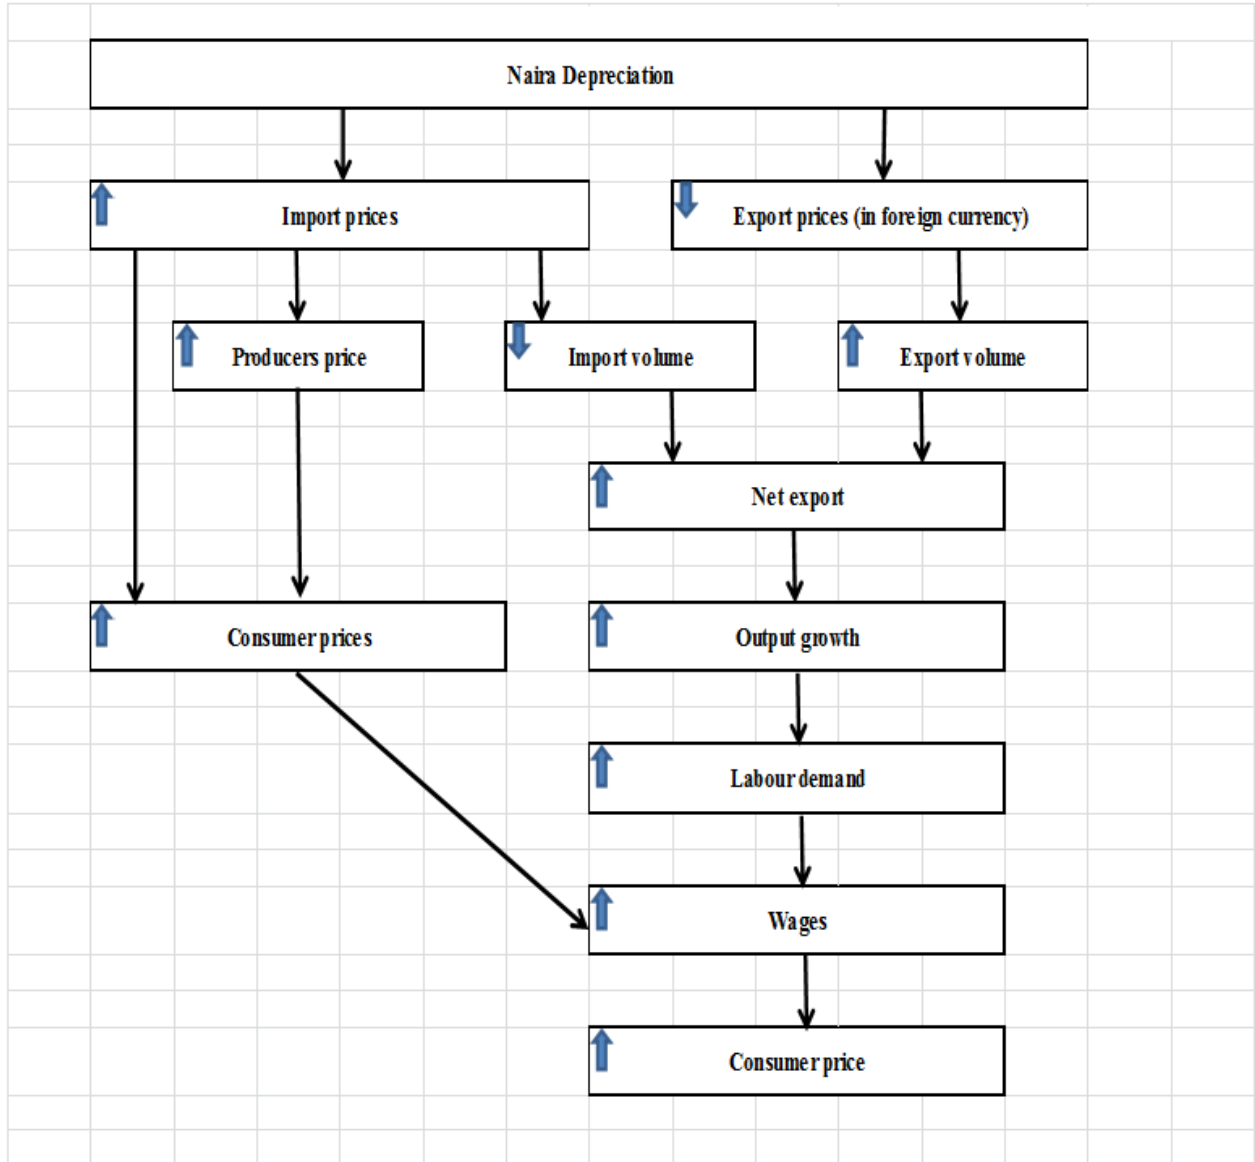 Naira Depreciation
Import prices
Export prices (in foreign currency)
Producers price
Import volume
Export volume
Net export
Consumer prices
Output growth
Labour demand
Wages
Consumer price